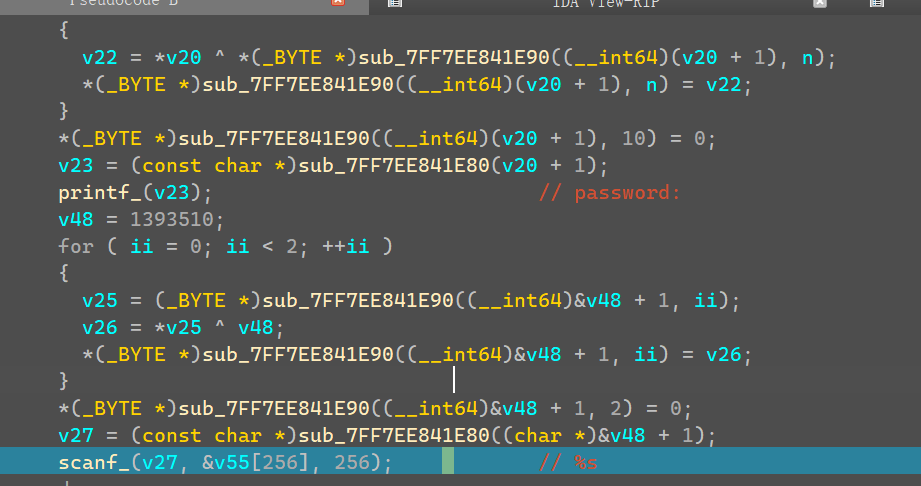 Pseudocode-B IDA View-RIP
{
v22 = *v20 ^ *(_BYTE *)sub_7FF7EE841E90((__int64)(v20 + 1), n);
*(_BYTE *)sub_7FF7EE841E90((__int64)(v20 + 1), n) = v22;
}
*(_BYTE *)sub_7FF7EE841E90((__int64)(v20 + 1), 10) = 0;
v23 = (const char *)sub_7FF7EE841E80(v20 + 1);
printf_(v23); // password:
v48 = 1393510;
for ( ii = 0; ii < 2; ++ii )
{
v25 = (_BYTE *)sub_7FF7EE841E90((__int64)&v48 + 1, ii);
v26 = *v25 ^ v48;
*(_BYTE *)sub_7FF7EE841E90((__int64)&v48 + 1, ii) = v26;
}
*(_BYTE *)sub_7FF7EE841E90((__int64)&v48 + 1, 2) = 0;
v27 = (const char *)sub_7FF7EE841E80((char *)&v48 + 1);
scanf_(v27, &v55[256], 256); // %s